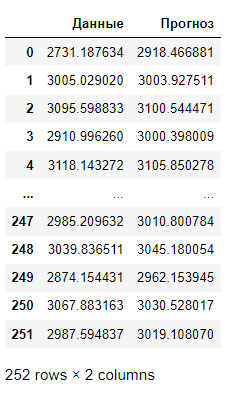 Данные Прогноз
0 2731.187634 2918.466881
1 3005.029020 3003.927511
2 3095.598833 3100.544471
3 2910.996260 3000.398009
4 3118.143272 3105.850278
... ... ...
247 2985.209632 3010.800784
248 3039.836511 3045.180054
249 2874.154431 2962.153945
250 3067.883163 3030.528017
251 2987.594837 3019.108070
252 rows × 2 columns